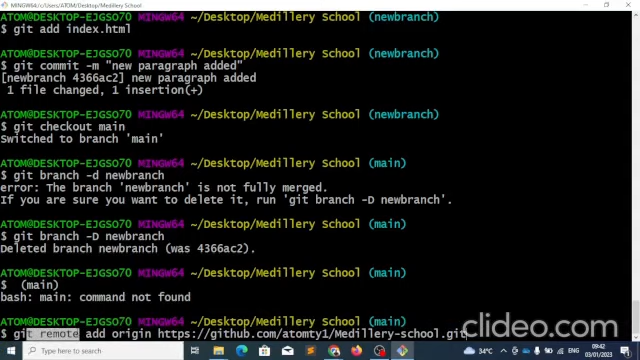 MINGW64:/c/Users/ATOM/Desktop/Medillery School
ATOM@DESKTOP-EJGSO70 MINGW64 ~/Desktop/Medillery School (newbranch)
$ git add index.html
ATOM@DESKTOP-EJGSO70 MINGW64 ~/Desktop/Medillery School (newbranch)
$ git commit -m "new paragraph added"
[newbranch 4366ac2] new paragraph added
1 file changed, 1 insertion(+)
ATOM@DESKTOP-EJGSO70 MINGW64 ~/Desktop/Medillery School (newbranch)
$ git checkout main
Switched to branch 'main'
ATOM@DESKTOP-EJGSO70 MINGW64 ~/Desktop/Medillery School (main)
$ git branch -d newbranch
error: The branch 'newbranch' is not fully merged.
If you are sure you want to delete it, run 'git branch -D newbranch'.
ATOM@DESKTOP-EJGSO70 MINGW64 ~/Desktop/Medillery School (main)
$ git branch -D newbranch
Deleted branch newbranch (was 4366ac2).
ATOM@DESKTOP-EJGSO70 MINGW64 ~/Desktop/Medillery School (main)
$  (main)
bash: main: command not found
ATOM@DESKTOP-EJGSO70 MINGW64 ~/Desktop/Medillery School (main)
$ git remote add origin https://github.com/atomty1/Medillery-school.git
clideo.com
Type here to search
34°C
ENG
09:42
03/01/2023